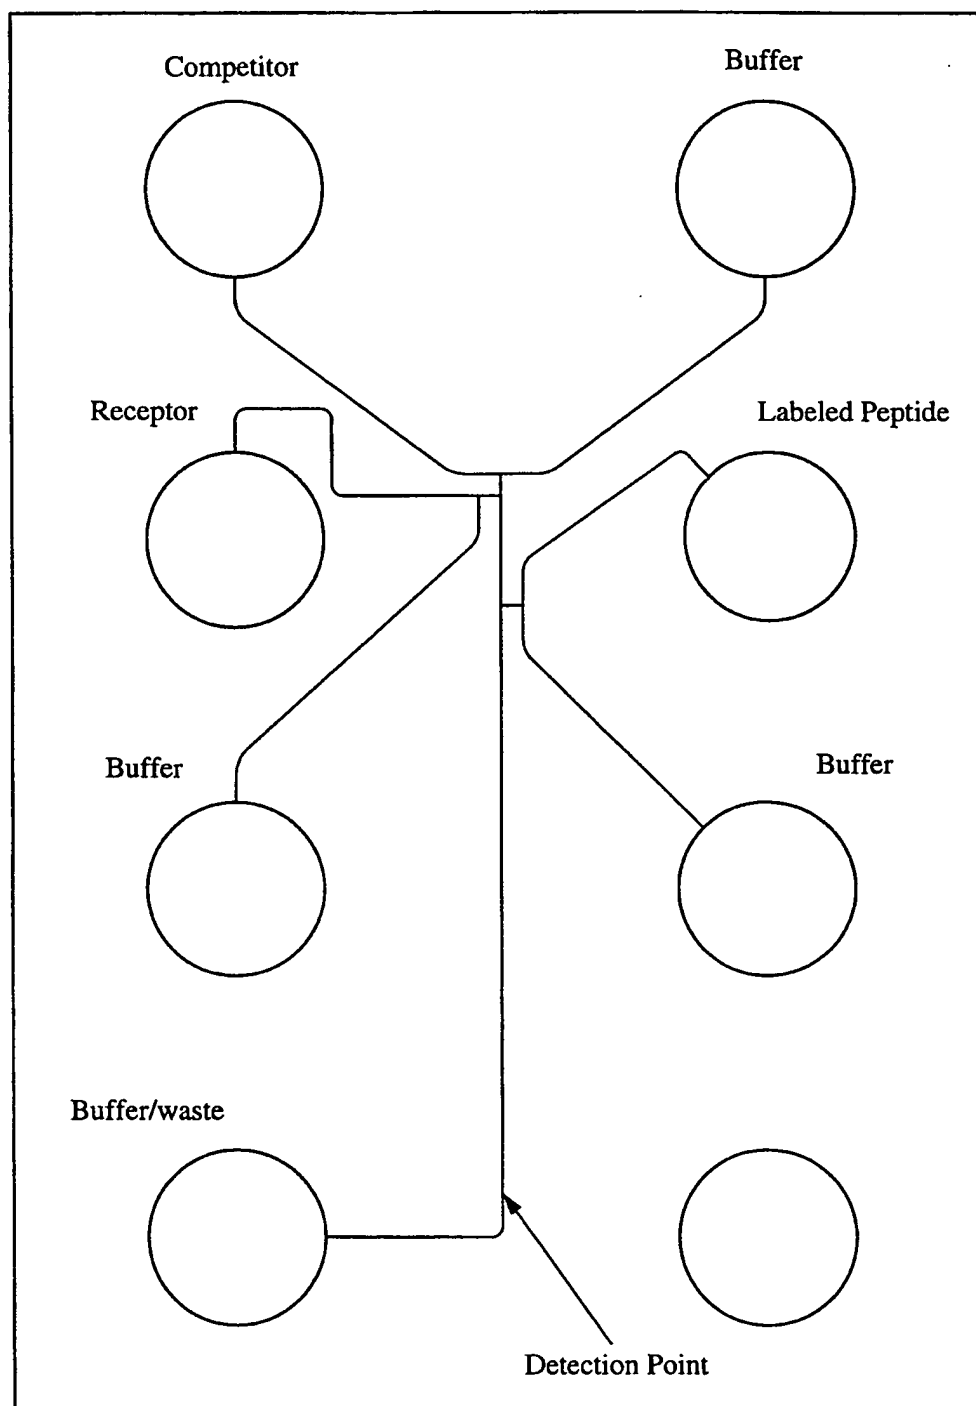 Competitor
Buffer
Receptor
Labeled Peptide
Buffer
Buffer
Buffer/waste
Detection Point